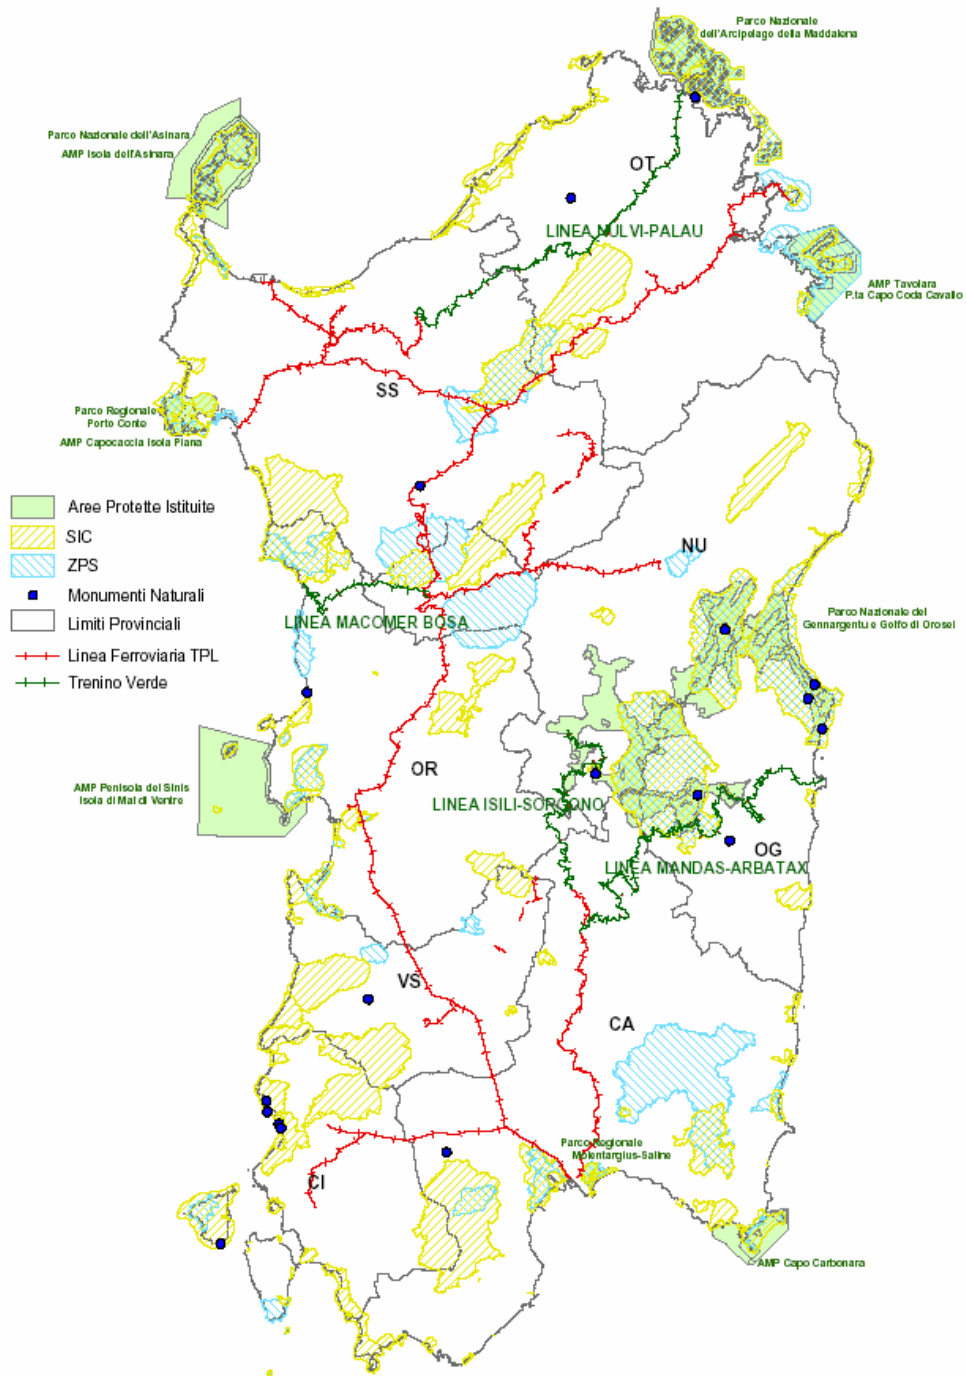 Parco Nazionale
dell'Arcipelago della Maddalena
Parco Nazionale dell'Asinara
AMP Isola dell'Asinara
OT
LINEA NULVI-PALAU
AMP Tavolara
P.ta Capo Coda Cavallo
SS
Parco Regionale
Porto Conte
AMP Capocaccia Isola Piana
Aree Protette Istituite
SIC
ZPS
Monumenti Naturali
Limiti Provinciali
Linea Ferroviaria TPL
Trenino Verde
NU
LINEA MACOMER BOSA
Parco Nazionale del
Gennargentu e Golfo di Orosei
AMP Penisola del Sinis
Isola di Mal di Ventre
OR
LINEA ISILI-SORGONO
OG
LINEA MANDAS-ARBATAX
VS
CA
Parco Regionale
Molentargius-Saline
CI
AMP Capo Carbonara